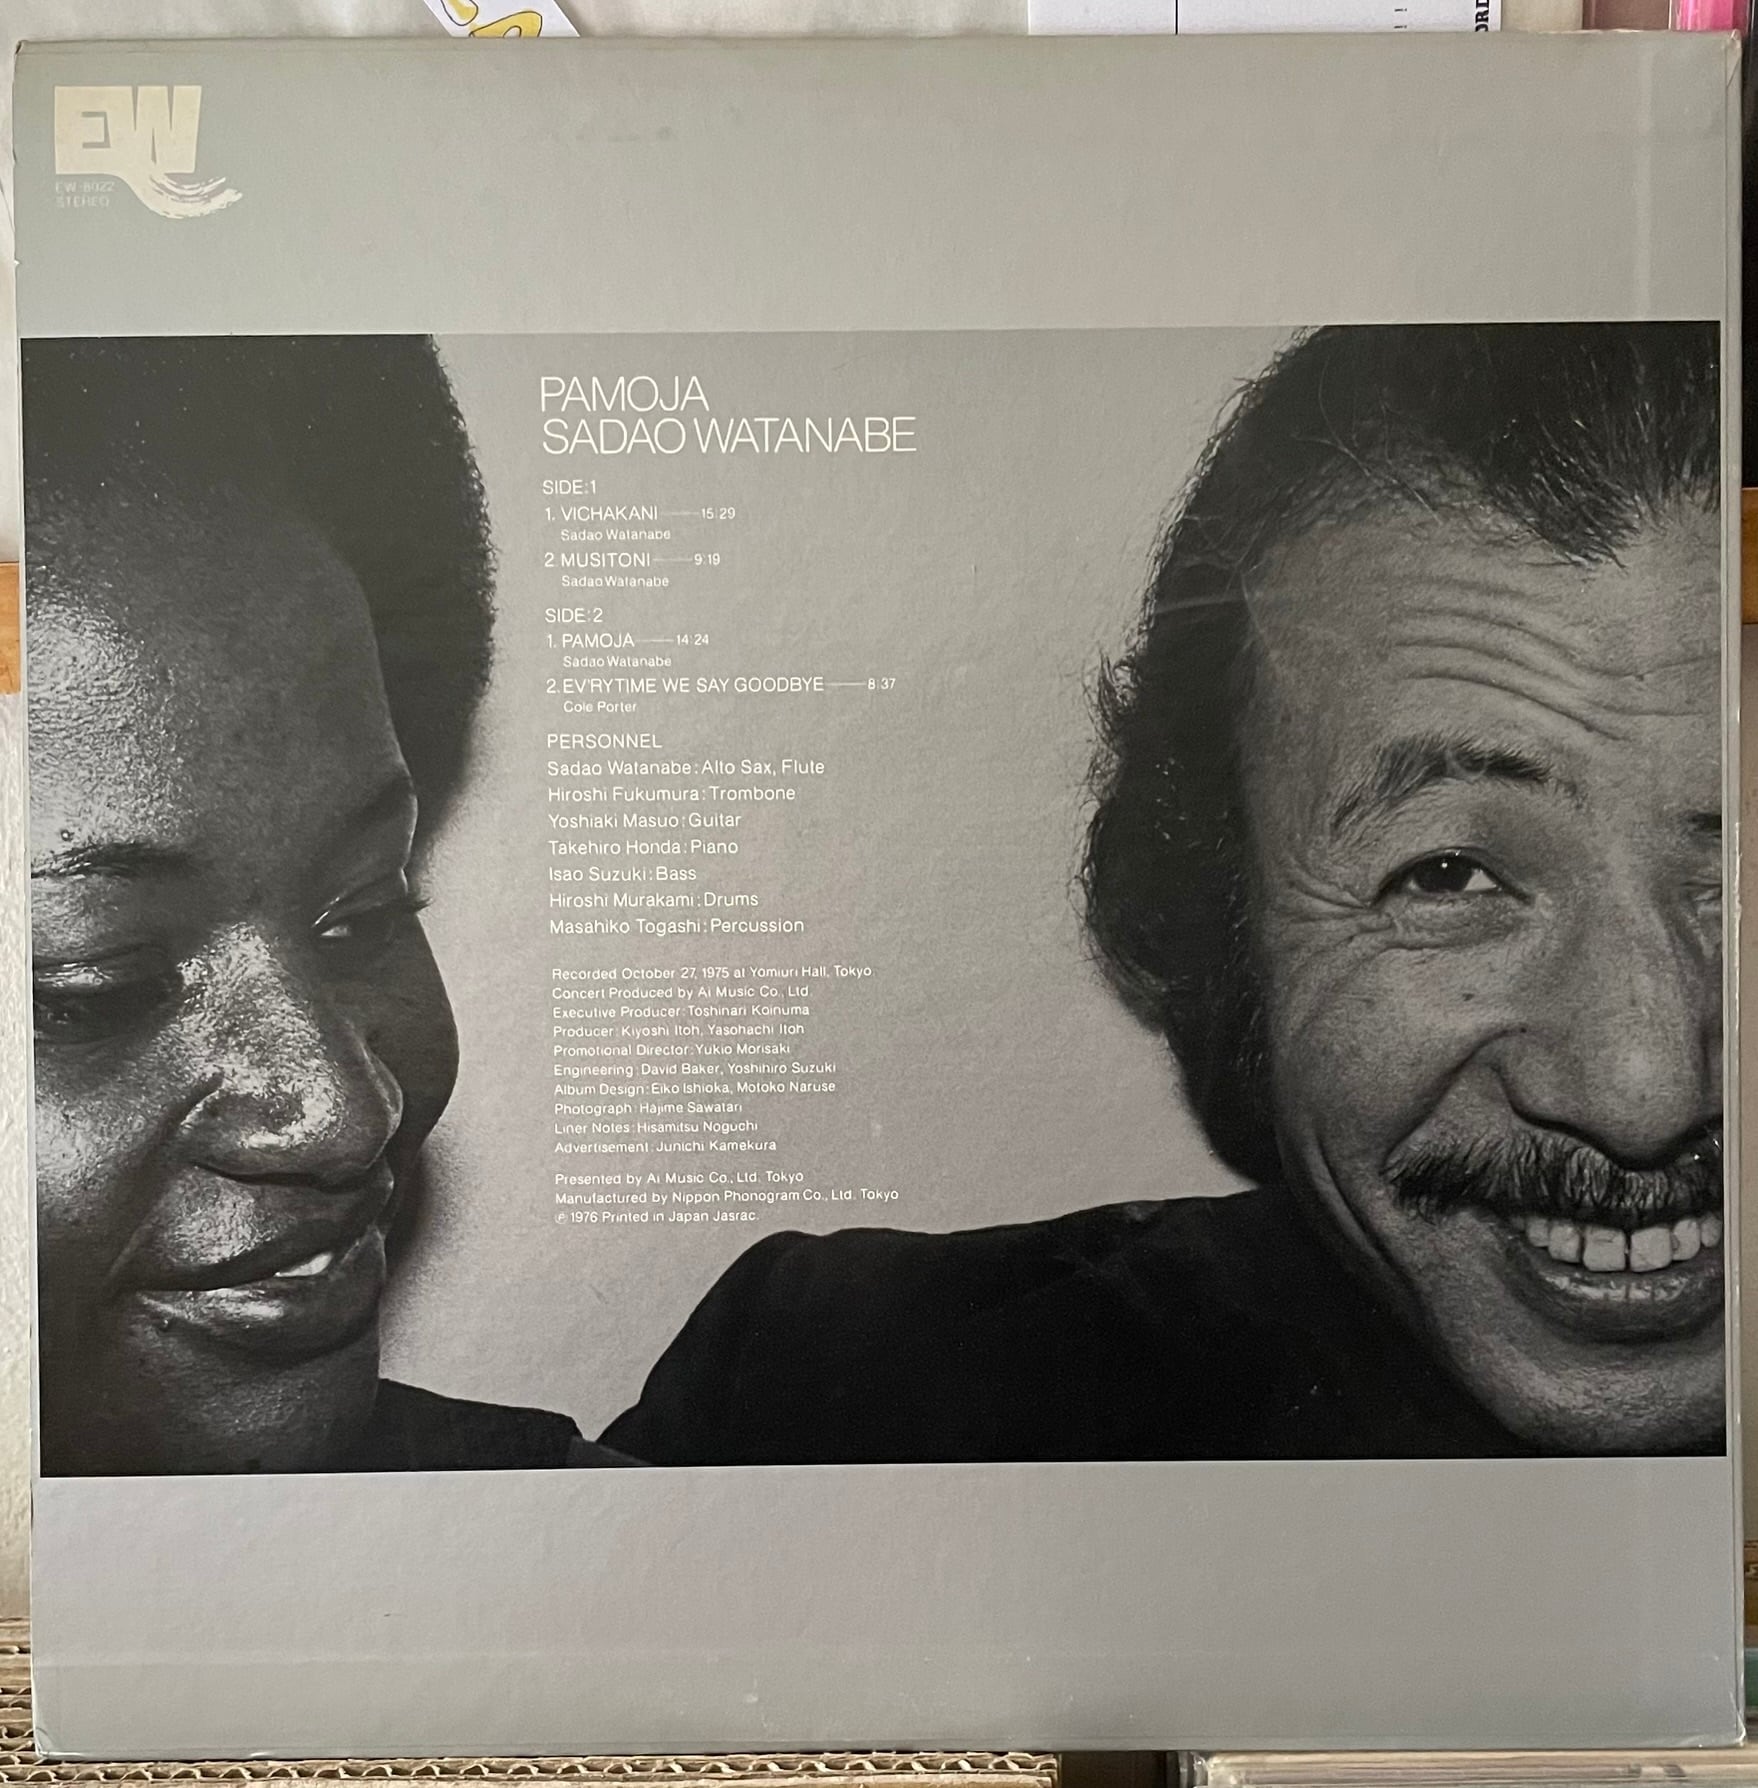 ORD
EW
EW-8022
STEREO
PAMOJA
SADAO WATANABE
SIDE:1
1. VICHAKANI——15:29
Sadao Watanabe
2. MUSITONI——9:19
Sadao Watanabe
SIDE:2
1. PAMOJA——14:24
Sadao Watanabe
2. EV'RYTIME WE SAY GOODBYE——8:37
Cole Porter
PERSONNEL
Sadao Watanabe:Alto Sax, Flute
Hiroshi Fukumura:Trombone
Yoshiaki Masuo:Guitar
Takehiro Honda:Piano
Isao Suzuki:Bass
Hiroshi Murakami:Drums
Masahiko Togashi:Percussion
Recorded October 27, 1975 at Yomiuri Hall, Tokyo
Concert Produced by Ai Music Co., Ltd.
Executive Producer:Toshinari Koinuma
Producer:Kiyoshi Itoh, Yasohachi Itoh
Promotional Director:Yukio Morisaki
Engineering:David Baker, Yoshihiro Suzuki
Album Design:Eiko Ishioka, Motoko Naruse
Photograph:Hajime Sawatari
Liner Notes:Hisamitsu Noguchi
Advertisement:Junichi Kamekura
Presented by Ai Music Co., Ltd. Tokyo
Manufactured by Nippon Phonogram Co., Ltd. Tokyo
℗ 1976 Printed in Japan Jasrac.